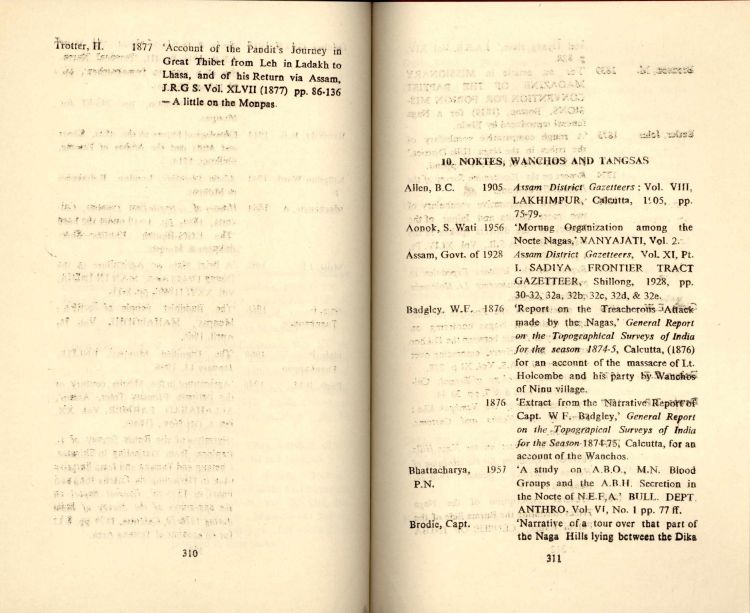 Trotter, H. 1877 ‘Account of the Pandit's Journey in
Great Thibet from Leh in Ladakh to
Lhasa, and of his Return via Assam,
J.R.G S. Vol. XLVII (1877) pp. 86-136
— A little on the Monpas.
310
10. NOKTES, WANCHOS AND TANGSAS
Allen, B.C. 1905 Assam District Gazetteers : Vol. VIII,
LAKHIMPUR, Calcutta, 1905, pp.
75-79.
Aonok, S. Wati 1956 ‘Morung Organization among the
Nocte Nagas,’ VANYAJATI, Vol. 2.
Assam, Govt. of 1928 Assam District Gazetteers, Vol. XI, Pt.
I. SADIYA FRONTIER TRACT
GAZETTEER, Shillong, 1928, pp.
30-32, 32a, 32b, 32c, 32d, & 32e.
Badgley. W.F. 1876 ‘Report on the Treacherous Attack
made by the Nagas,’ General Report
on the Topographical Surveys of India
for the season 1874-5, Calcutta, (1876)
for an account of the massacre of Lt.
Holcombe and his party by Wanchos
of Ninu village.
1876 ‘Extract from the Narrative Report of
Capt. W F. Badgley,’ General Report
on the Topograpical Surveys of India
for the Season 1874-75, Calcutta, for an
account of the Wanchos.
Bhattacharya, 1957 ‘A study on A.B.O., M.N. Blood
P.N. Groups and the A.B.H. Secretion in
the Nocte of N.E.F.A.’ BULL. DEPT
ANTHRO. Vol. VI, No. 1 pp. 77 ff.
Brodie, Capt. ‘Narrative of a tour over that part of
the Naga Hills lying between the Dika
311